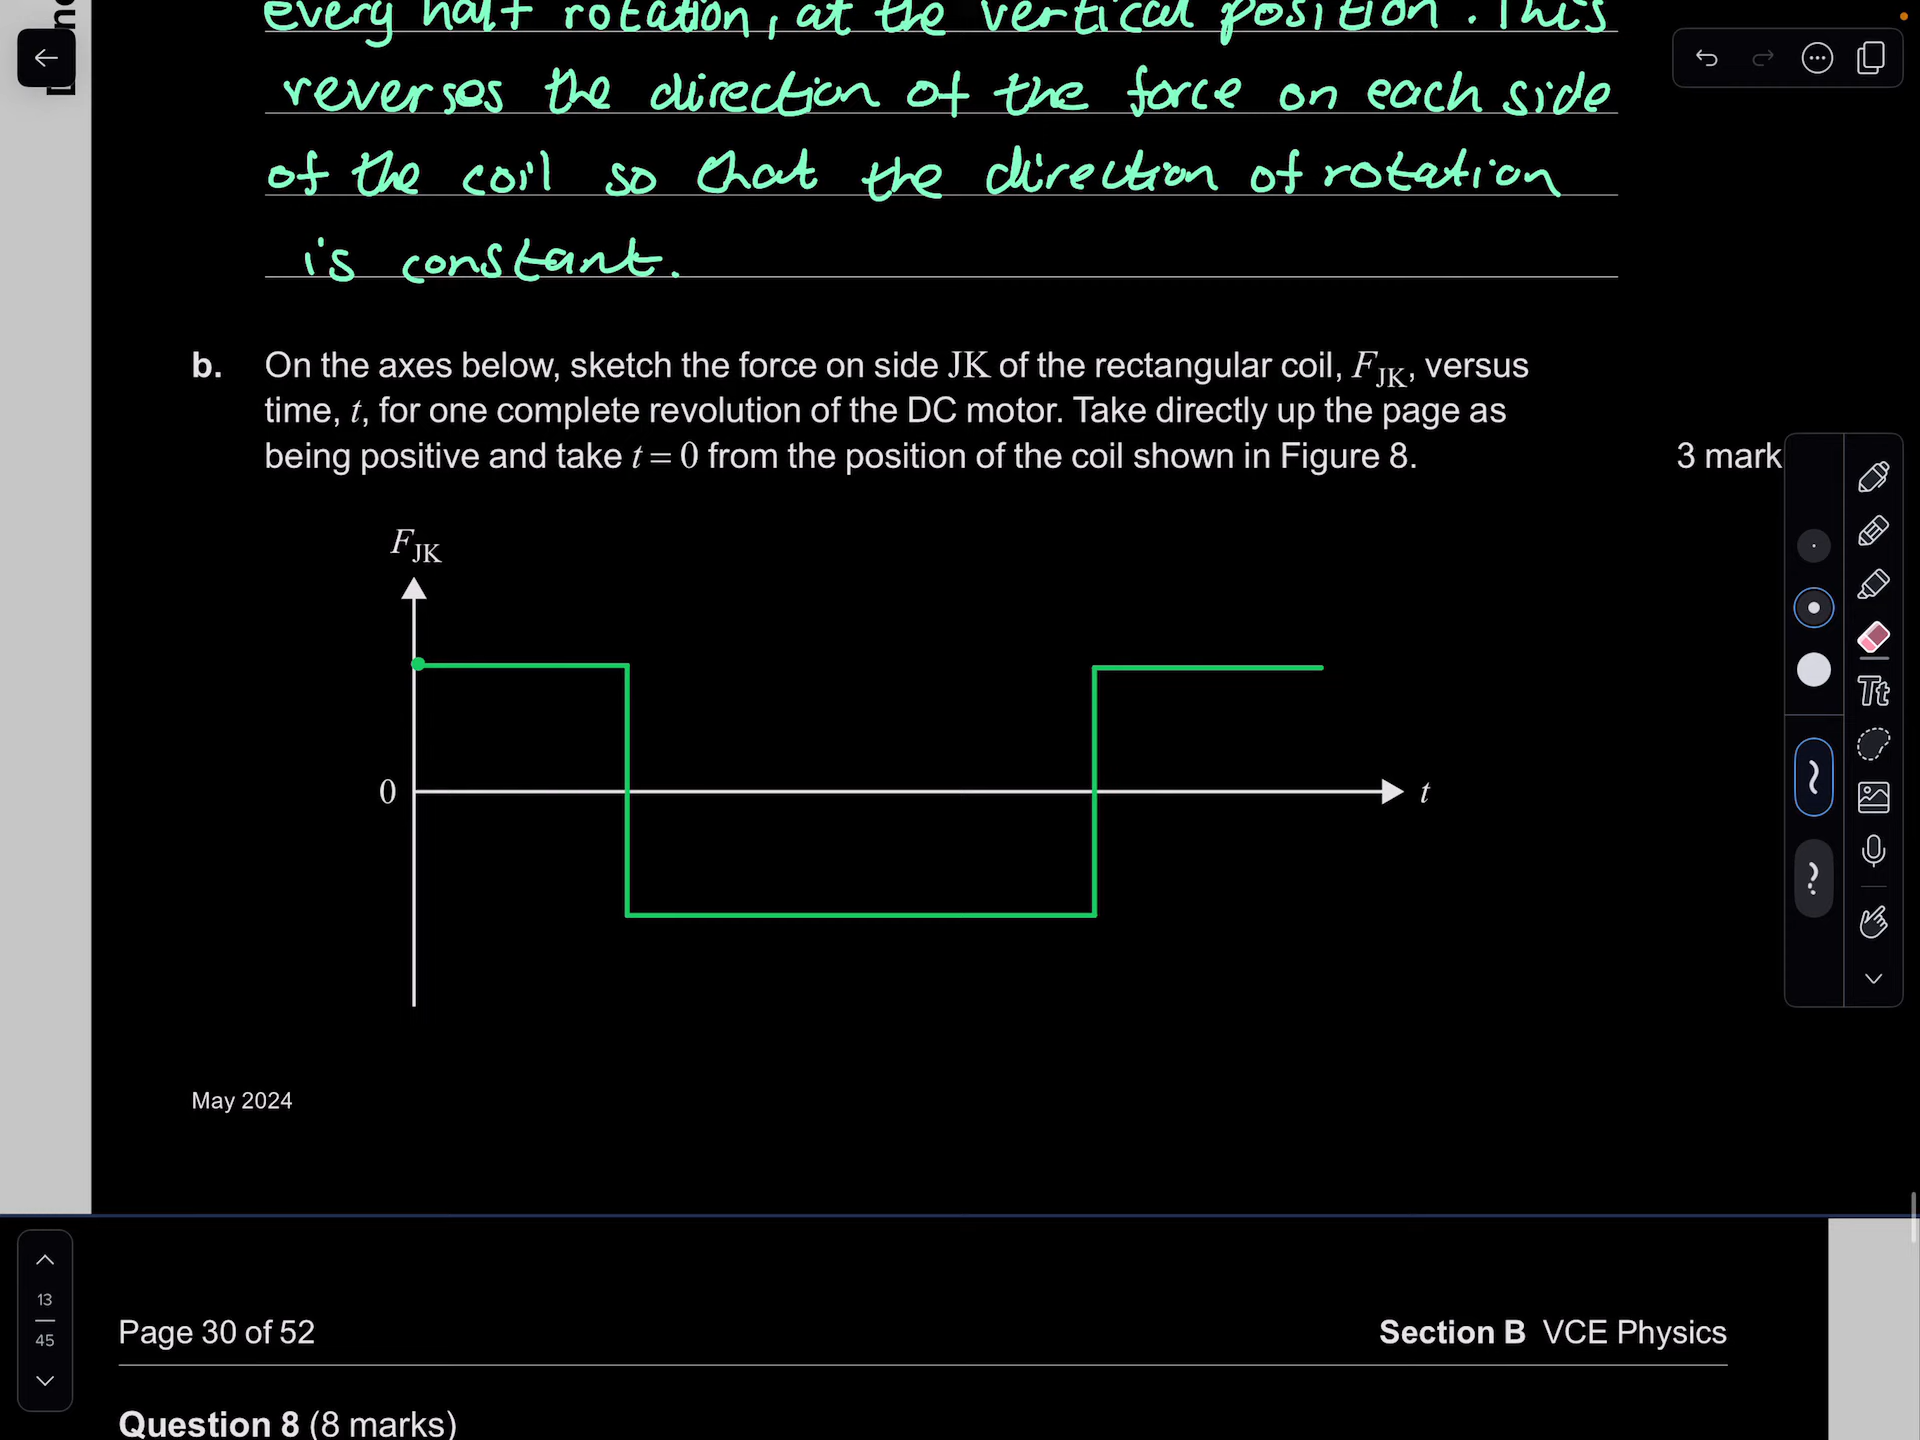 every half rotation, at the vertical position. This
reverses the direction of the force on each side
of the coil so that the direction of rotation
is constant.
b. On the axes below, sketch the force on side JK of the rectangular coil, F_JK, versus
time, t, for one complete revolution of the DC motor. Take directly up the page as
being positive and take t = 0 from the position of the coil shown in Figure 8.
3 mark
F_JK
0
t
May 2024
13
45
Page 30 of 52
Section B VCE Physics
Question 8 (8 marks)
Tt